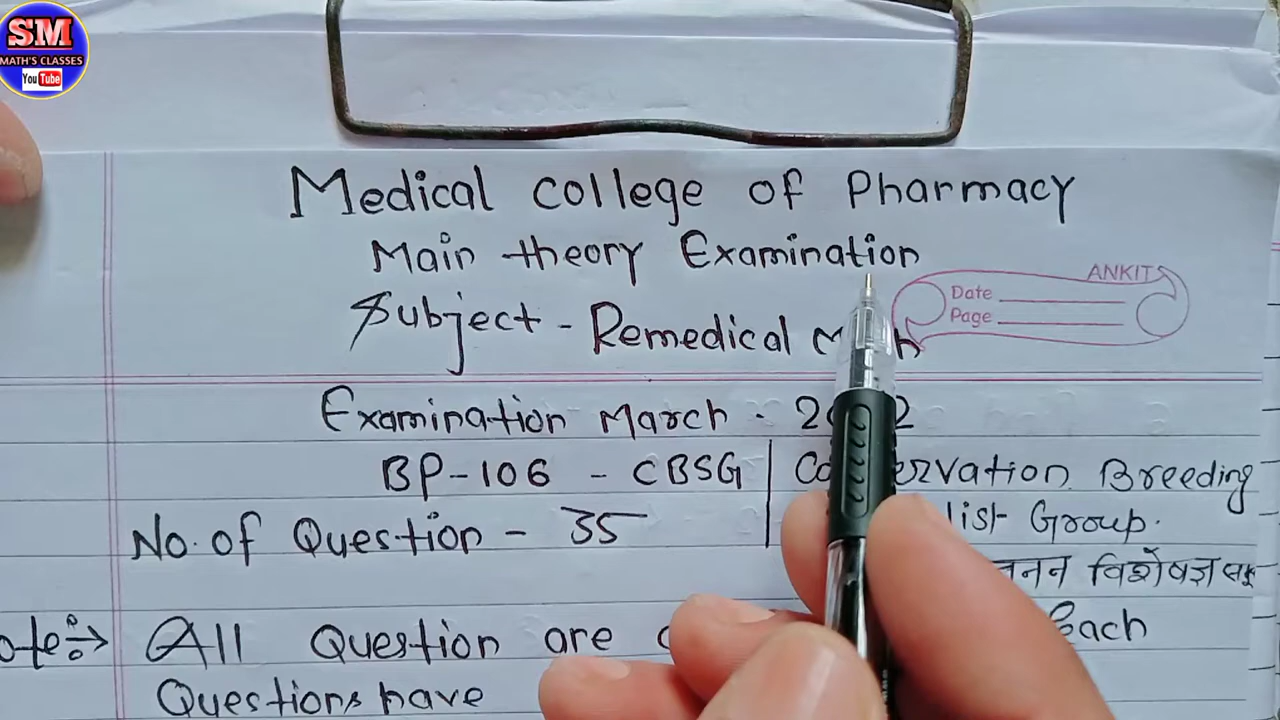 SM
MATH'S CLASSES
YouTube
Medical College of Pharmacy
Main theory Examination
ANKIT
Date
Page
Subject - Remedical
Examination March - 
BP-106 - CBSG
Breeding
No. of Question - 35
Group.
विशेषज्ञ
All Question are
Each
Questions have